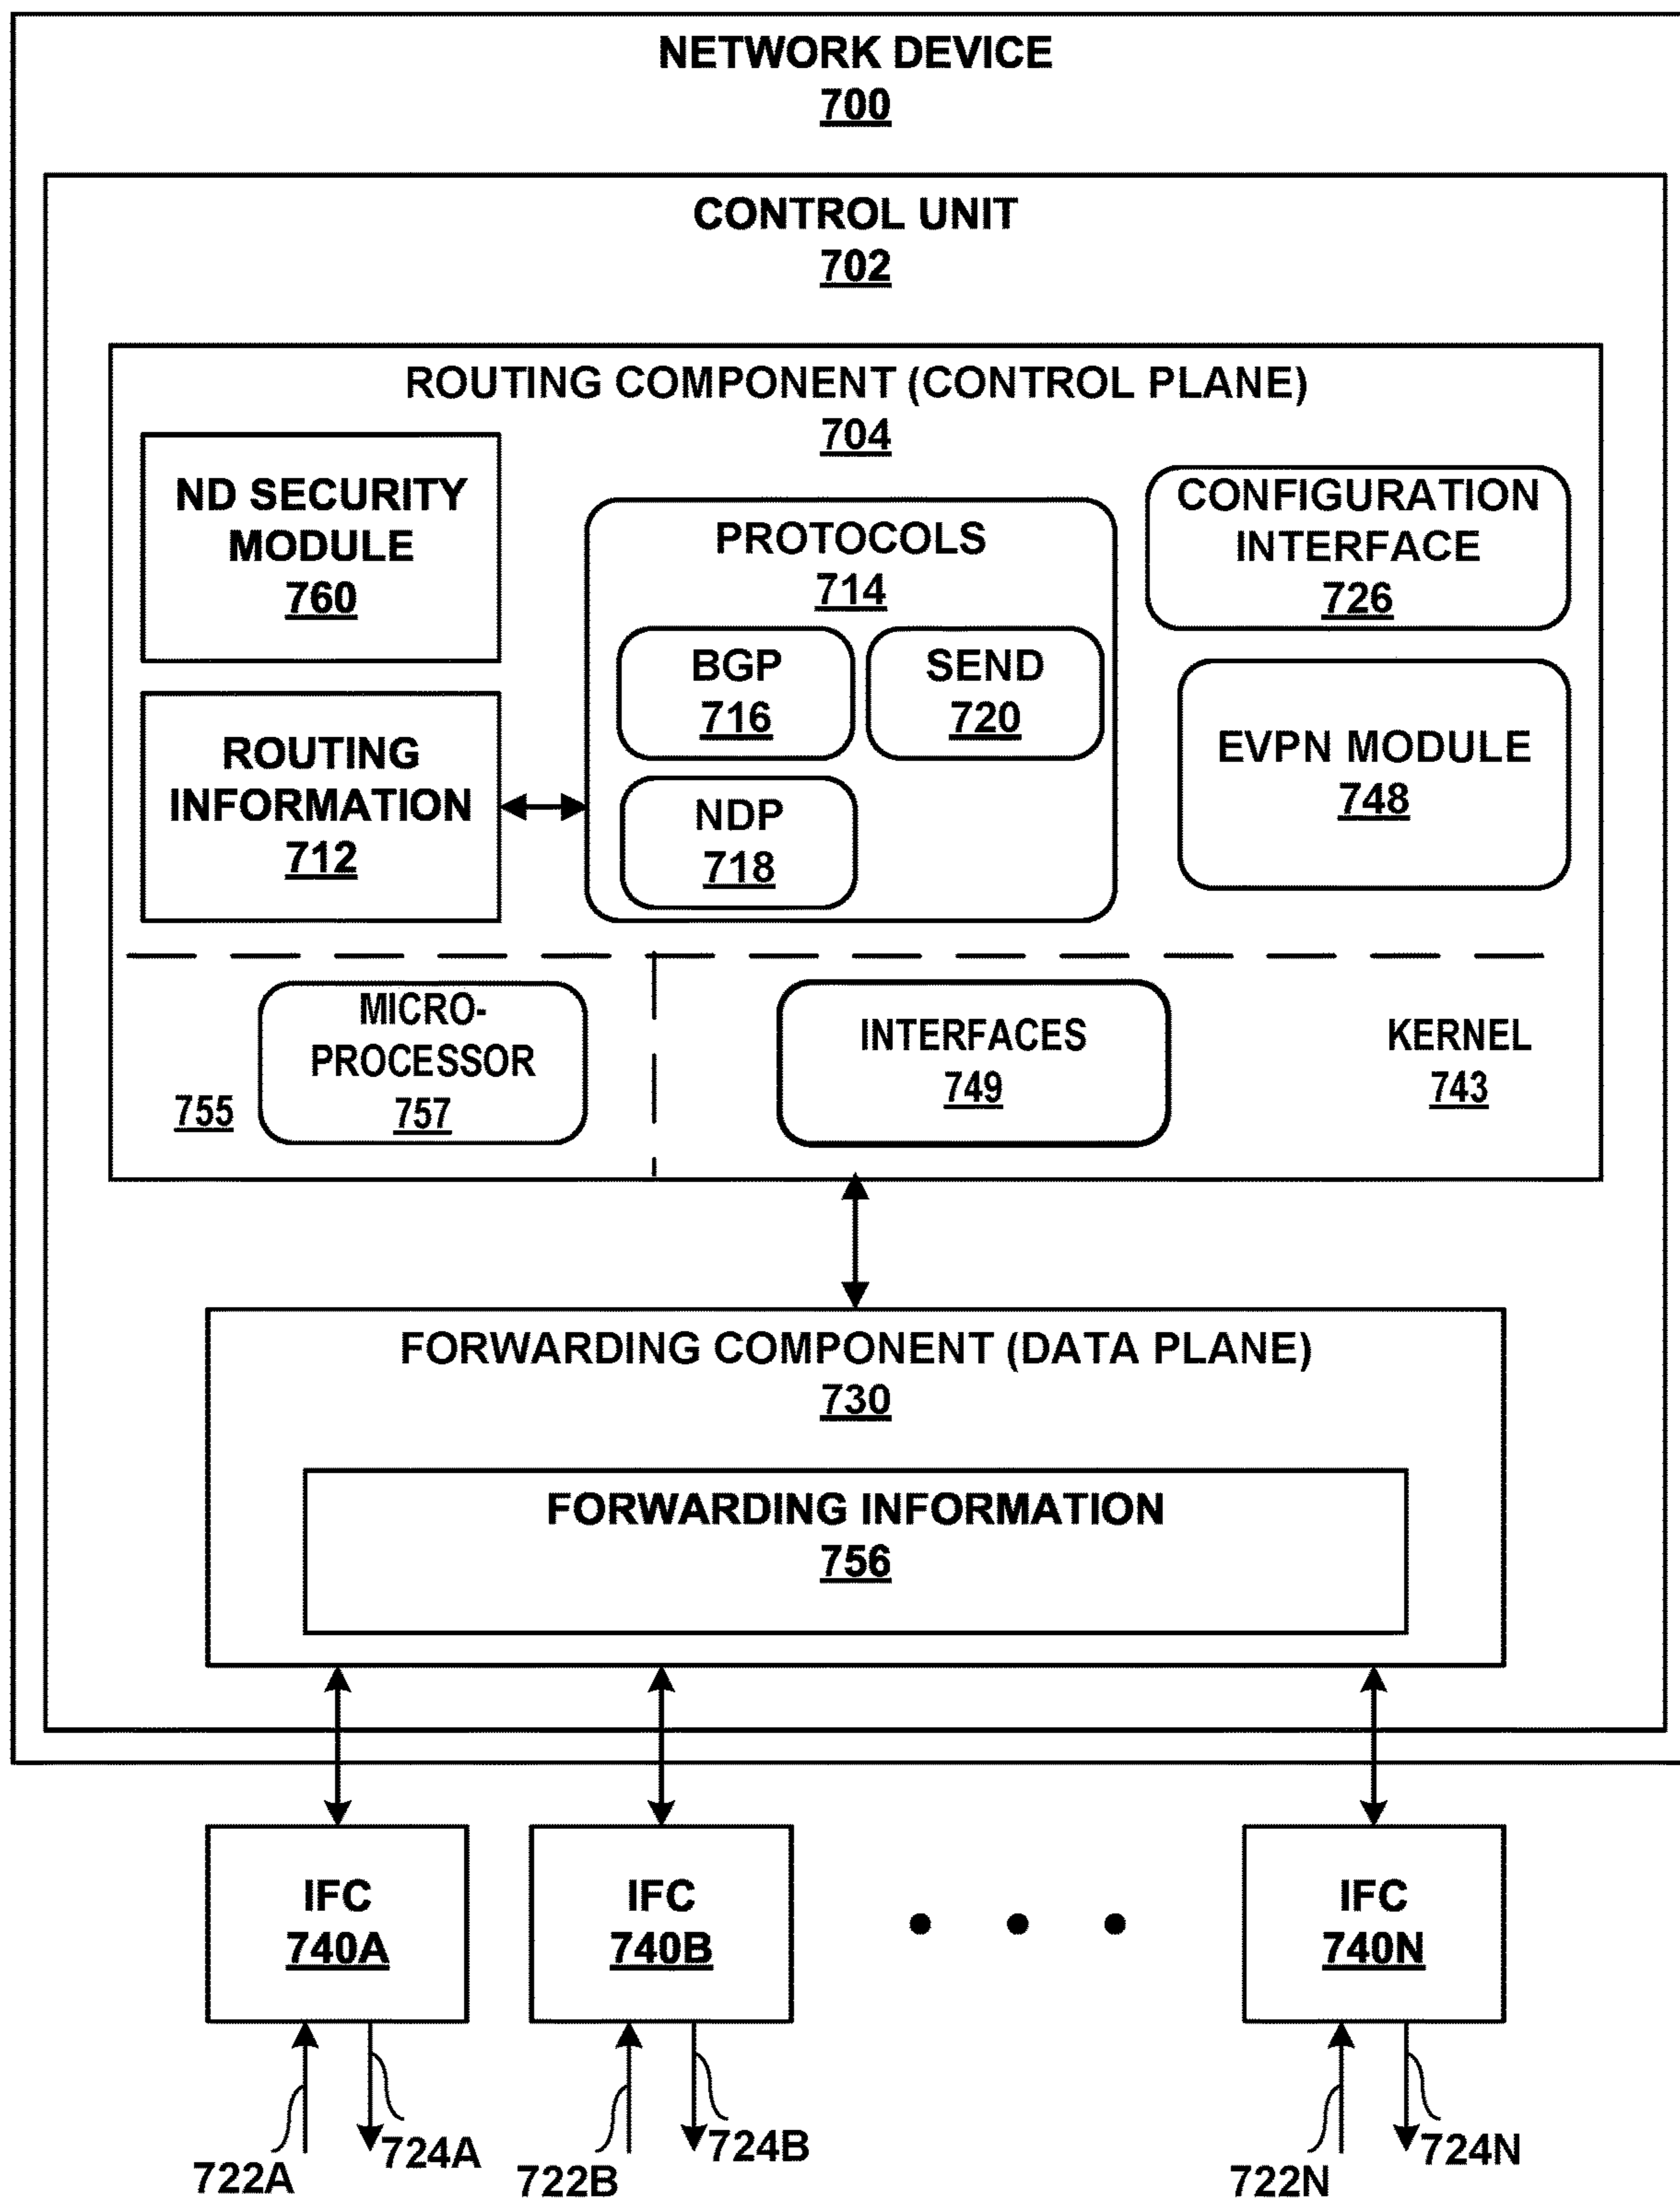 NETWORK DEVICE
700
CONTROL UNIT
702
ROUTING COMPONENT (CONTROL PLANE)
704
ND SECURITY
MODULE
760
PROTOCOLS
714
CONFIGURATION
INTERFACE
726
BGP
716
SEND
720
ROUTING
INFORMATION
712
NDP
718
EVPN MODULE
748
MICRO-
PROCESSOR
757
755
INTERFACES
749
KERNEL
743
FORWARDING COMPONENT (DATA PLANE)
730
FORWARDING INFORMATION
756
IFC
740A
IFC
740B
IFC
740N
722A
724A
722B
724B
722N
724N